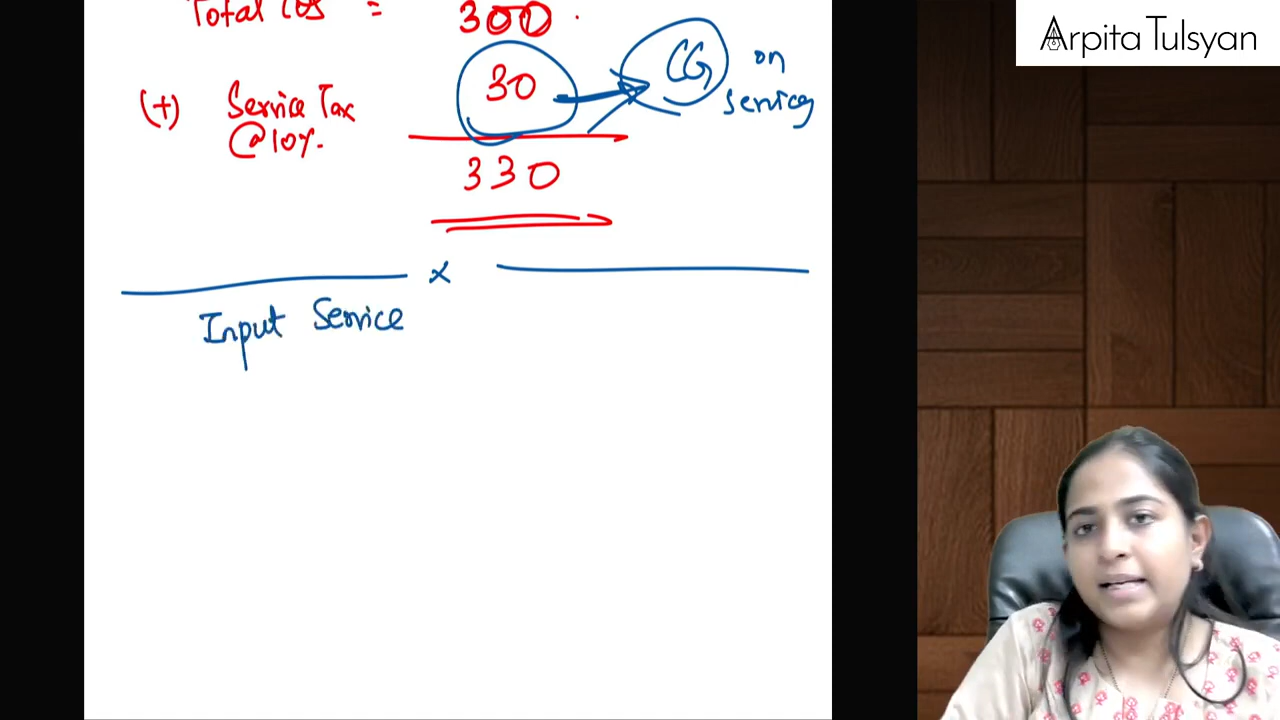 Arpita Tulsyan
Total Cos = 300
30 → CG on
services
(+) Service Tax
@10%.
330
x
Input Service